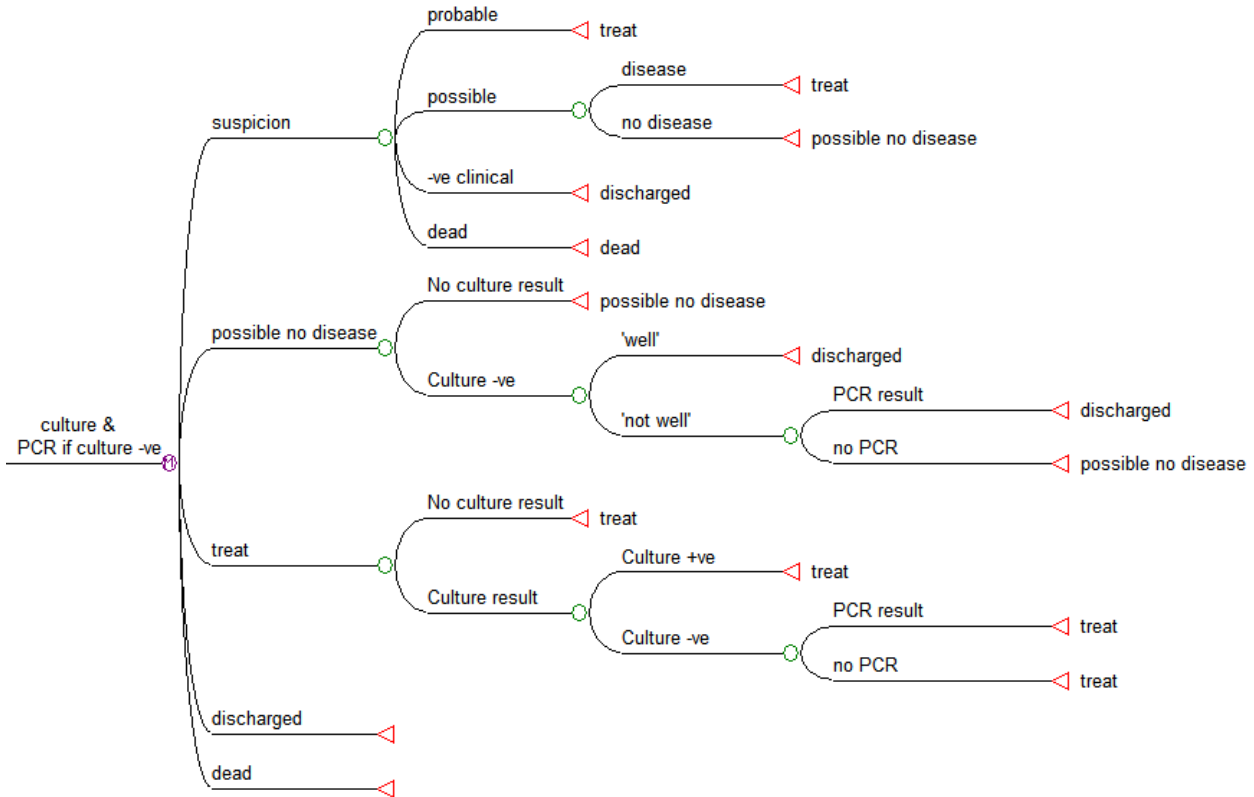 probable
treat
disease
treat
possible
suspicion
no disease
possible no disease
-ve clinical
discharged
dead
dead
No culture result
possible no disease
possible no disease
'well'
discharged
Culture -ve
PCR result
discharged
'not well'
culture &
PCR if culture -ve
M
no PCR
possible no disease
No culture result
treat
treat
Culture +ve
treat
Culture result
PCR result
treat
Culture -ve
no PCR
treat
discharged
dead